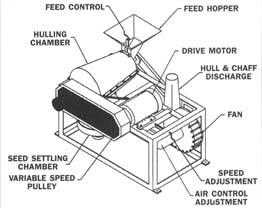 FEED CONTROL
FEED HOPPER
HULLING
CHAMBER
DRIVE MOTOR
HULL & CHAFF
DISCHARGE
FAN
SEED SETTLING
CHAMBER
VARIABLE SPEED
PULLEY
SPEED
ADJUSTMENT
AIR CONTROL
ADJUSTMENT